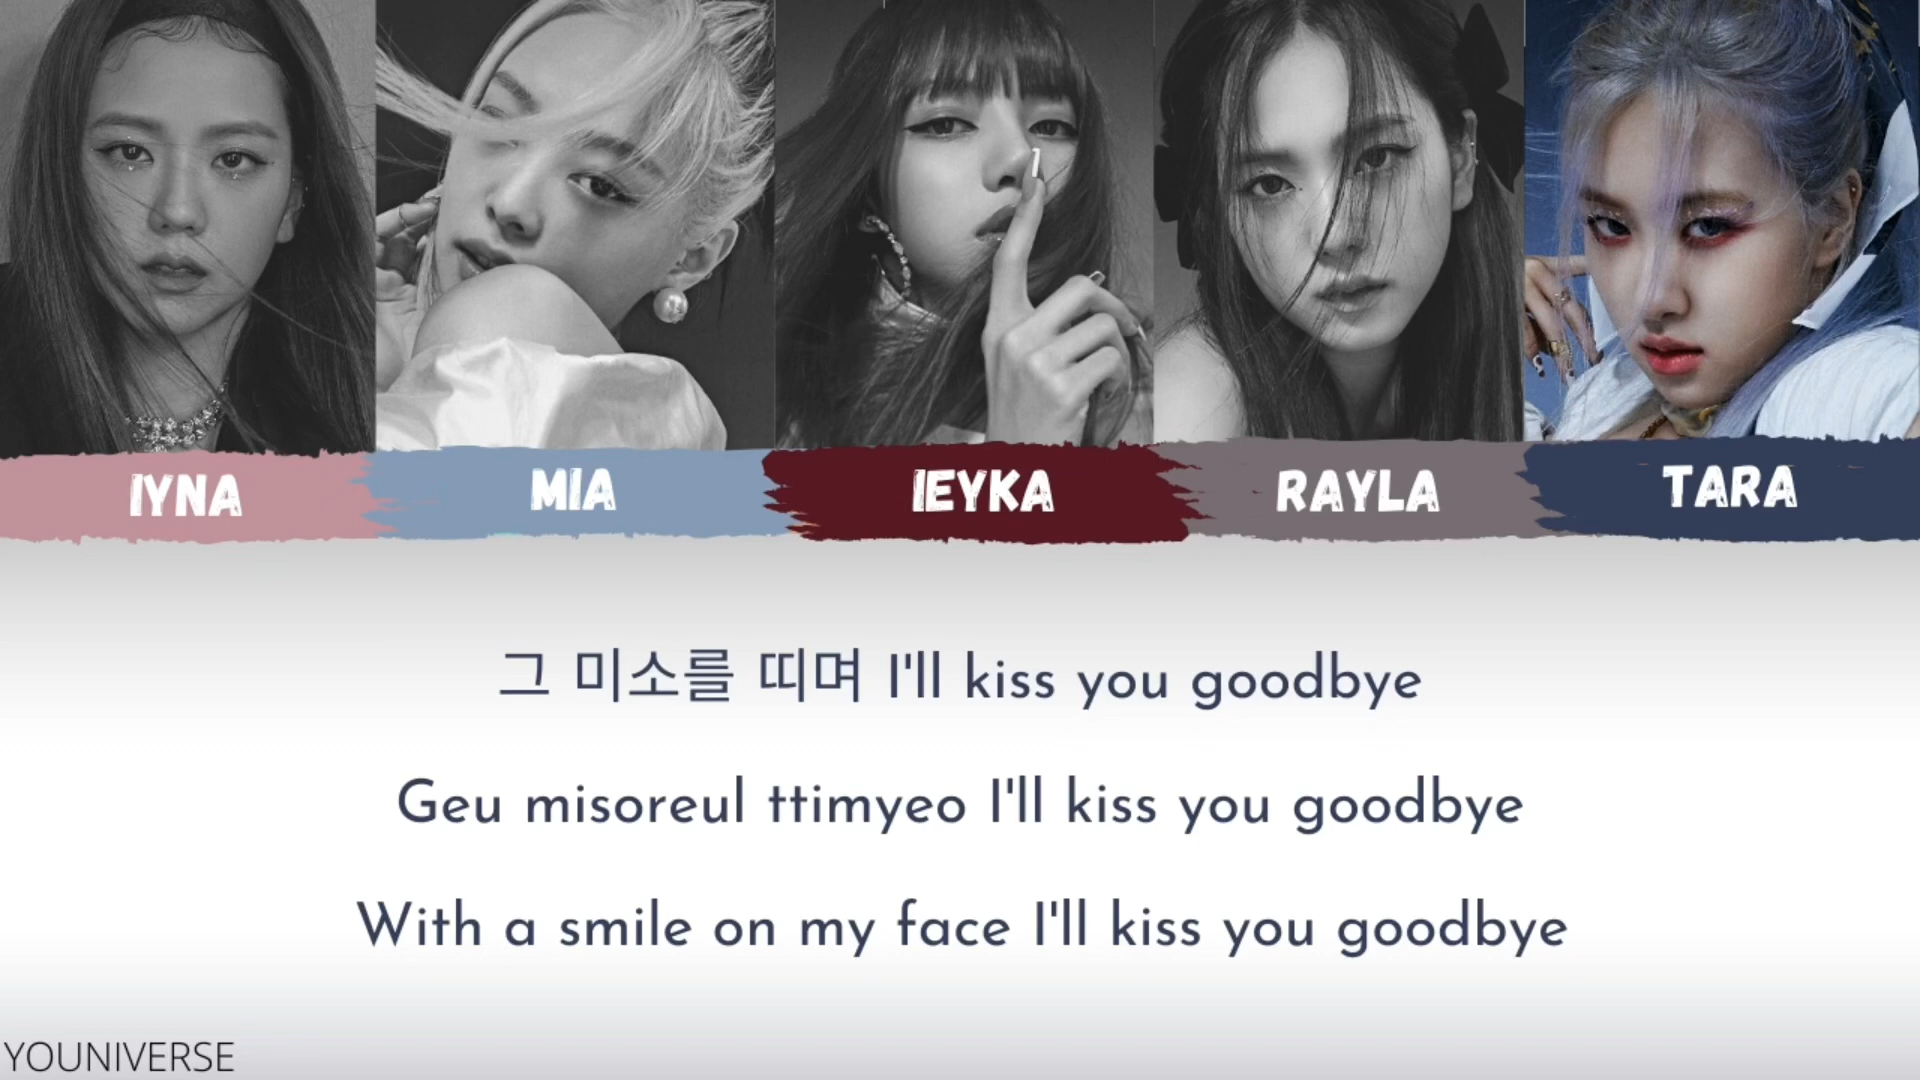 IYNA MIA IEYKA RAYLA TARA
그 미소를 띠며 I'll kiss you goodbye
Geu misoreul ttimyeo I'll kiss you goodbye
With a smile on my face I'll kiss you goodbye
YOUNIVERSE